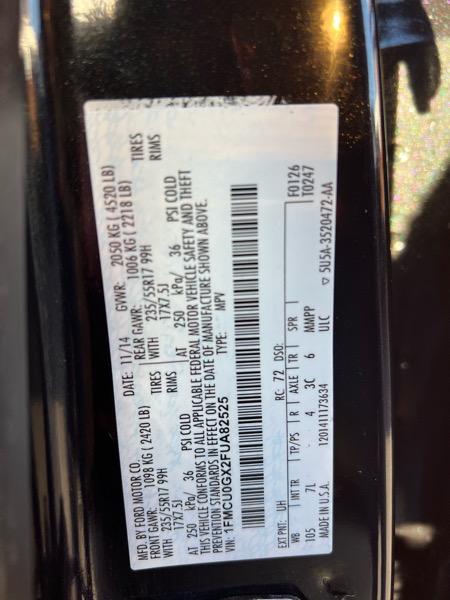 MFD. BY FORD MOTOR CO.
DATE: 11/14 GVWR: 2050 KG ( 4520 LB)
FRONT GAWR: 1098 KG ( 2420 LB) REAR GAWR: 1006 KG ( 2218 LB)
235/55R17 99H TIRES WITH 235/55R17 99H TIRES
17X7.5J RIMS 17X7.5J RIMS
AT 250 kPa/ 36 PSI COLD AT 250 kPa/ 36 PSI COLD
THIS VEHICLE CONFORMS TO ALL APPLICABLE FEDERAL MOTOR VEHICLE SAFETY AND THEFT
PREVENTION STANDARDS IN EFFECT ON THE DATE OF MANUFACTURE SHOWN ABOVE.
VIN: 1FMCU0GX2FUA82525 TYPE: MPV
F0126
T0247
EXT PNT: UH RC: 72 DSO:
WB INT TR TP/PS R AXLE TR SPR
105 7L 4 3C 6 MMPP
MADE IN U.S.A. 12014111173634 ULC ▽ 5U5A-3520472-AA